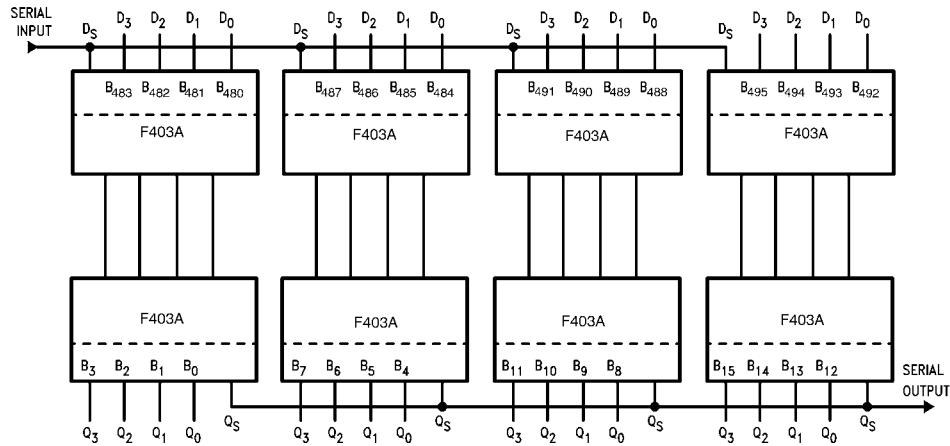 SERIAL INPUT
D3 D2 D1 D0 D3 D2 D1 D0 D3 D2 D1 D0 D3 D2 D1 D0
DS DS DS DS
B483 B482 B481 B480 B487 B486 B485 B484 B491 B490 B489 B488 B495 B494 B493 B492
F403A F403A F403A F403A
F403A F403A F403A F403A
B3 B2 B1 B0 B7 B6 B5 B4 B11 B10 B9 B8 B15 B14 B13 B12
SERIAL OUTPUT
Q3 Q2 Q1 Q0 QS Q3 Q2 Q1 Q0 QS Q3 Q2 Q1 Q0 QS Q3 Q2 Q1 Q0 QS